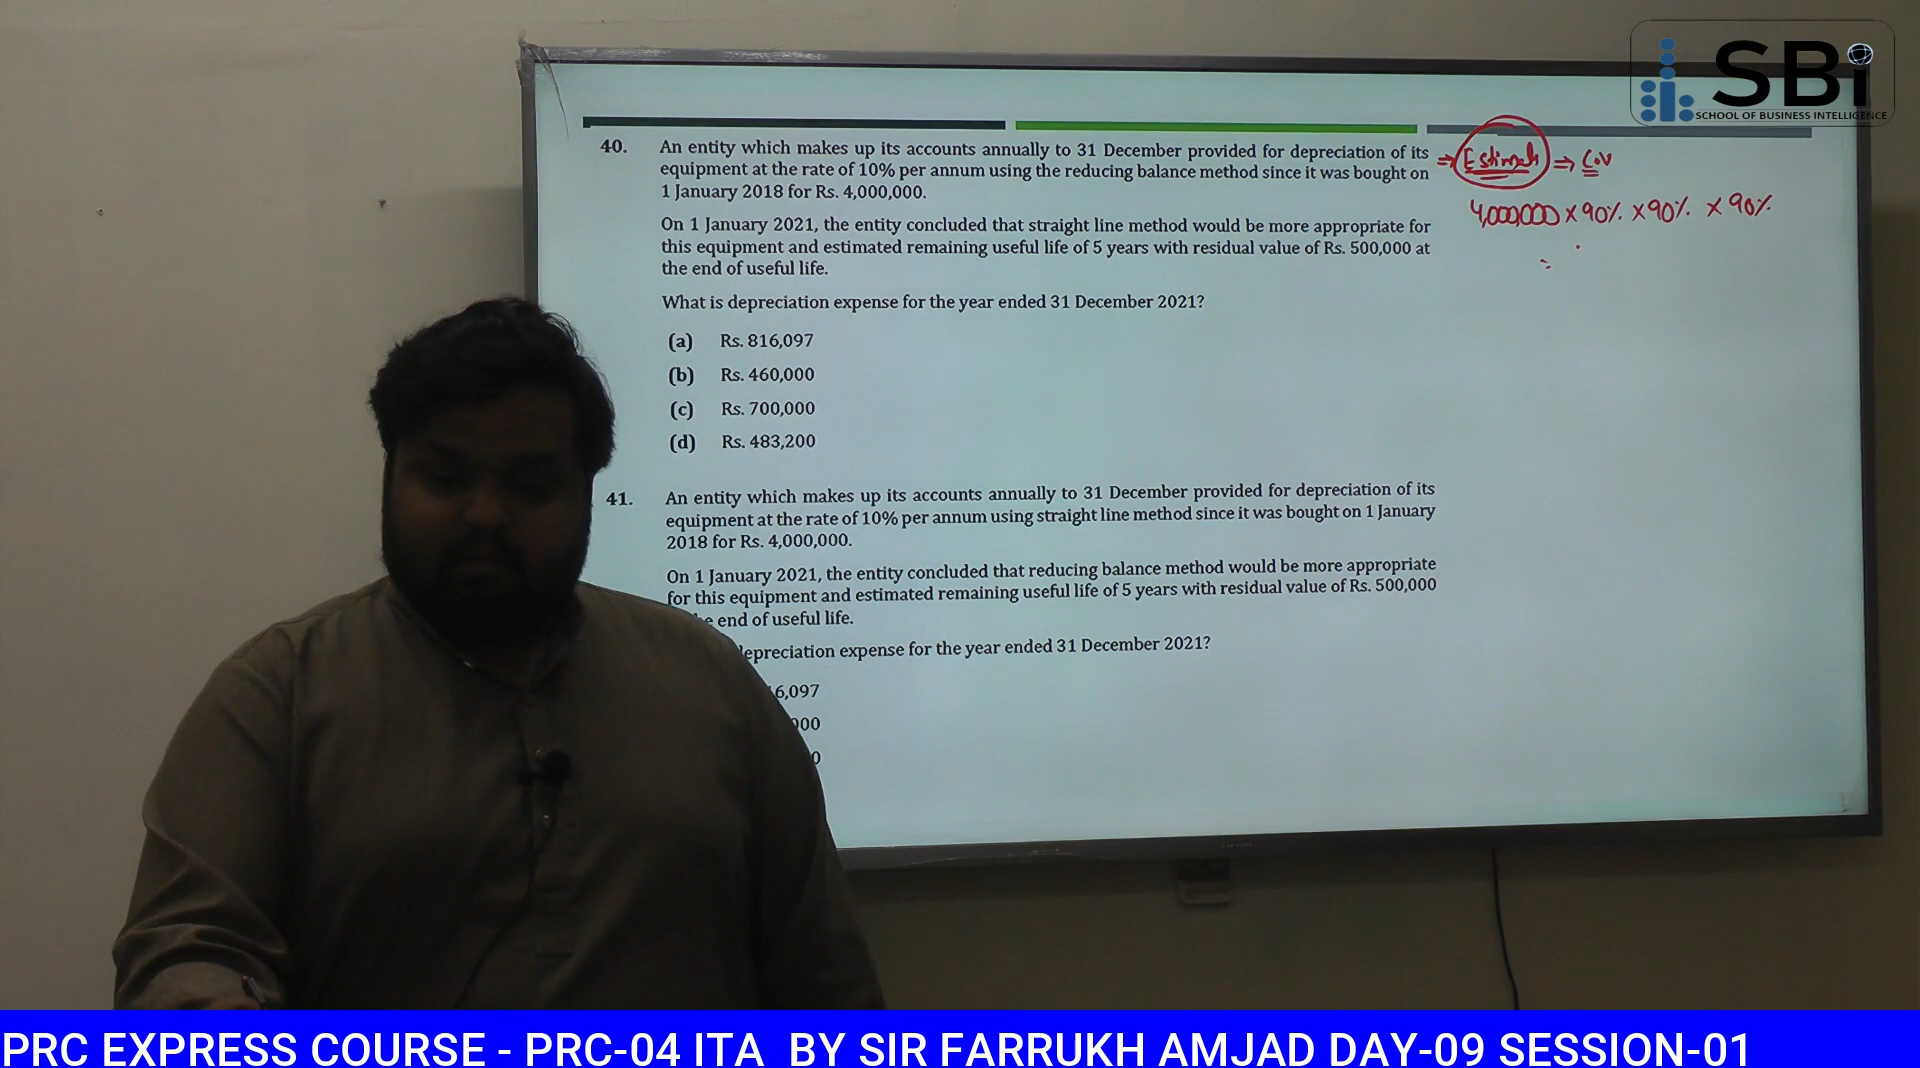 SBi
SCHOOL OF BUSINESS INTELLIGENCE
40. An entity which makes up its accounts annually to 31 December provided for depreciation of its
equipment at the rate of 10% per annum using the reducing balance method since it was bought on
1 January 2018 for Rs. 4,000,000.
On 1 January 2021, the entity concluded that straight line method would be more appropriate for
this equipment and estimated remaining useful life of 5 years with residual value of Rs. 500,000 at
the end of useful life.
What is depreciation expense for the year ended 31 December 2021?
(a) Rs. 816,097
(b) Rs. 460,000
(c) Rs. 700,000
(d) Rs. 483,200
⇒ ⇒
4,000,000 × 90% × 90% × 90%
=
41. An entity which makes up its accounts annually to 31 December provided for depreciation of its
equipment at the rate of 10% per annum using straight line method since it was bought on 1 January
2018 for Rs. 4,000,000.
On 1 January 2021, the entity concluded that reducing balance method would be more appropriate
for this equipment and estimated remaining useful life of 5 years with residual value of Rs. 500,000
end of useful life.
depreciation expense for the year ended 31 December 2021?
6,097
000
0
PRC EXPRESS COURSE - PRC-04 ITA BY SIR FARRUKH AMJAD DAY-09 SESSION-01